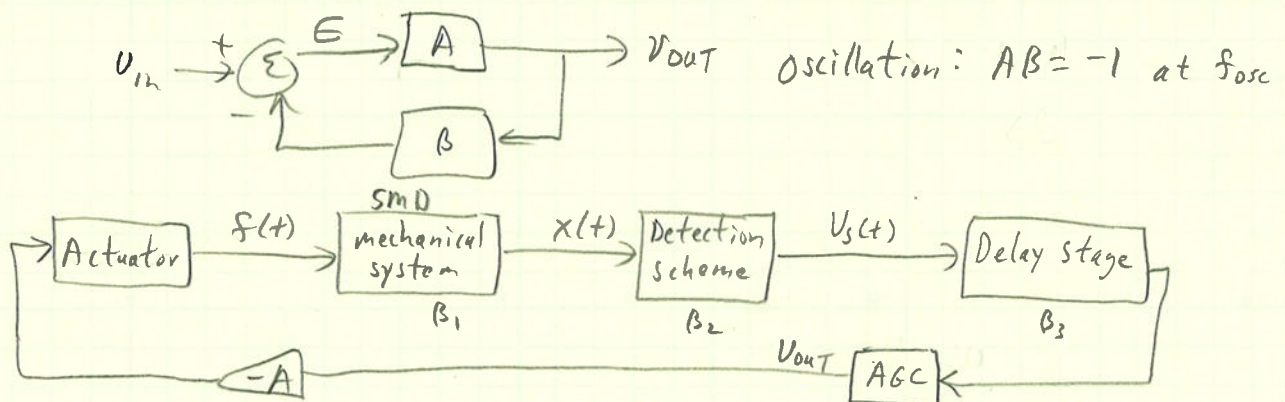 + ϵ A VOUT Oscillation: AB = -1 at fosc
Vin Σ
-
β
SMD
Actuator f(t) mechanical system x(t) Detection scheme Vs(t) Delay stage
β1 β2 β3
-A VOUT AGC